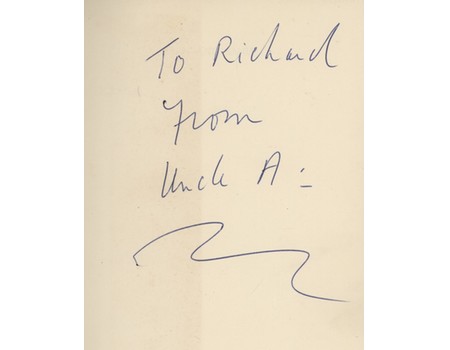 To Richard
From
Uncle A:-